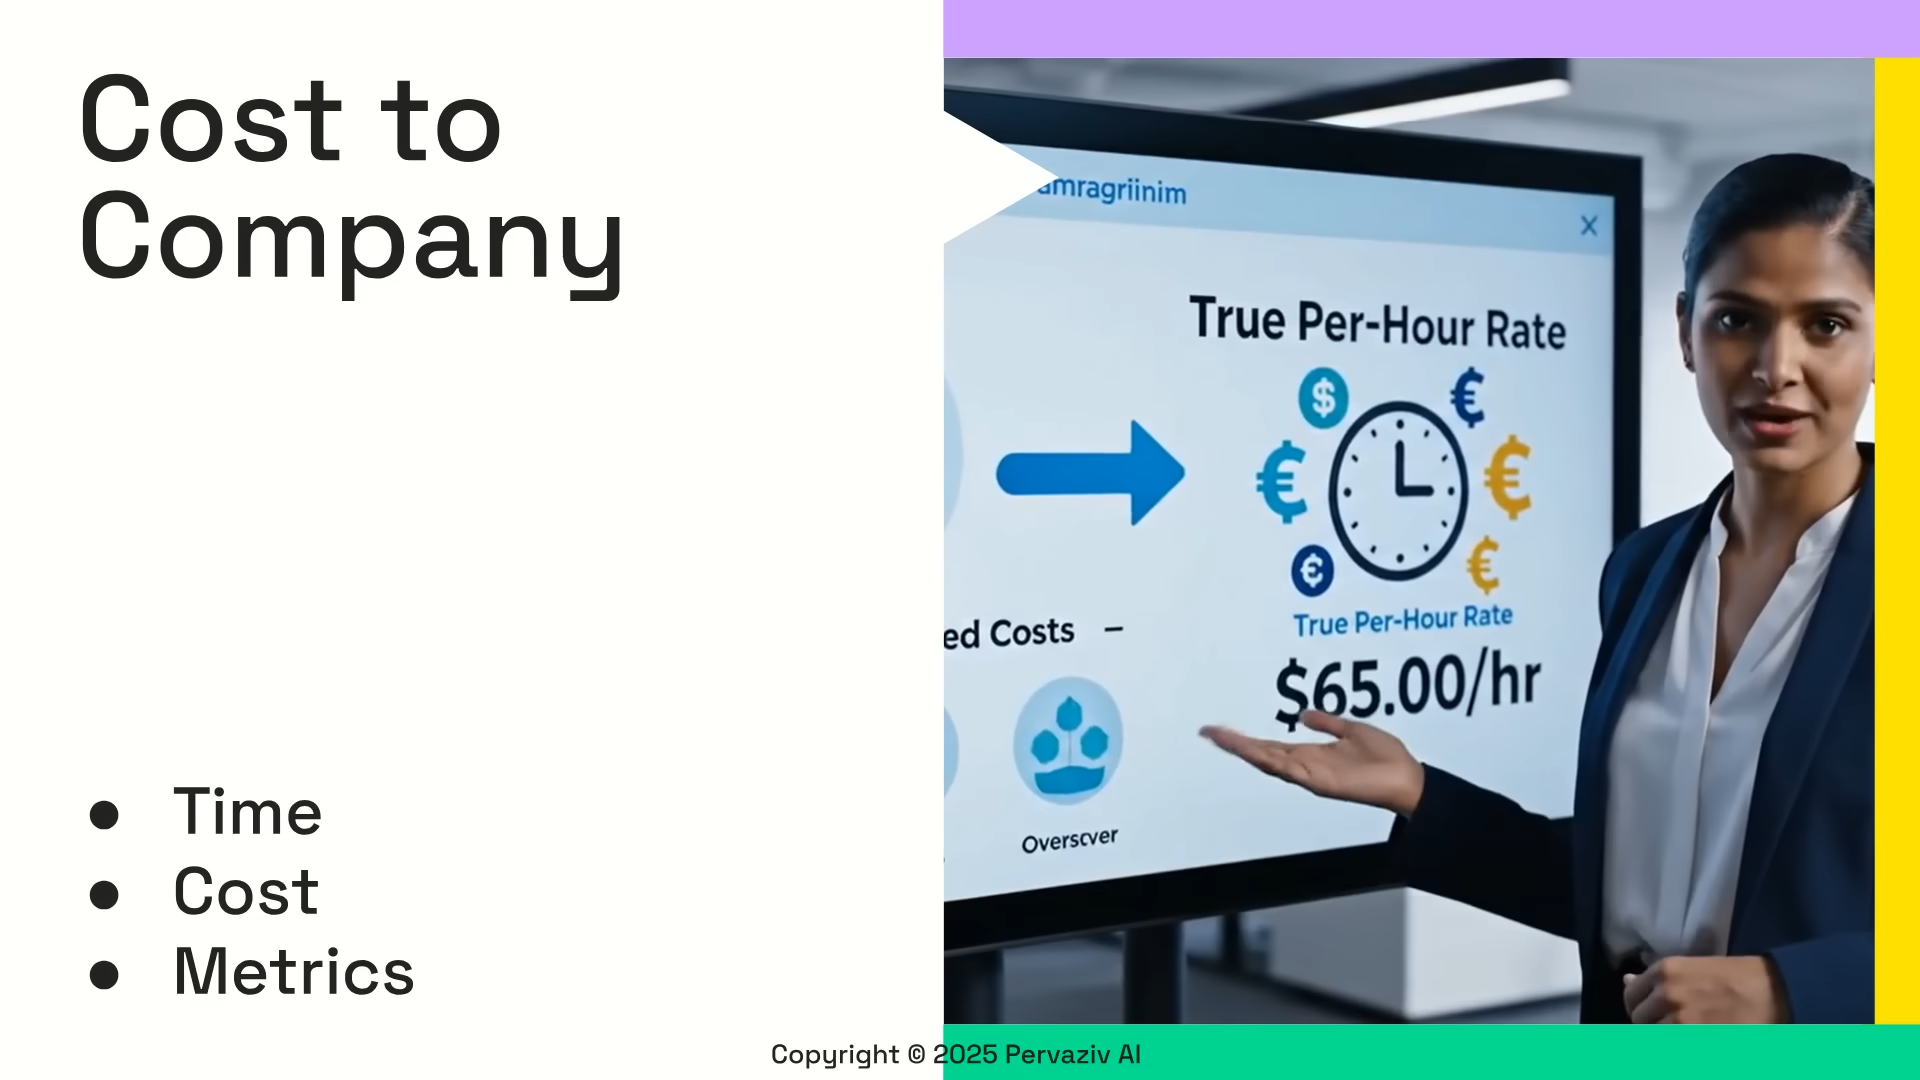 Cost to
Company
Time
Cost
Metrics
amragriinim
True Per-Hour Rate
True Per-Hour Rate
$65.00/hr
ed Costs –
Overscver
Copyright © 2025 Pervaziv AI